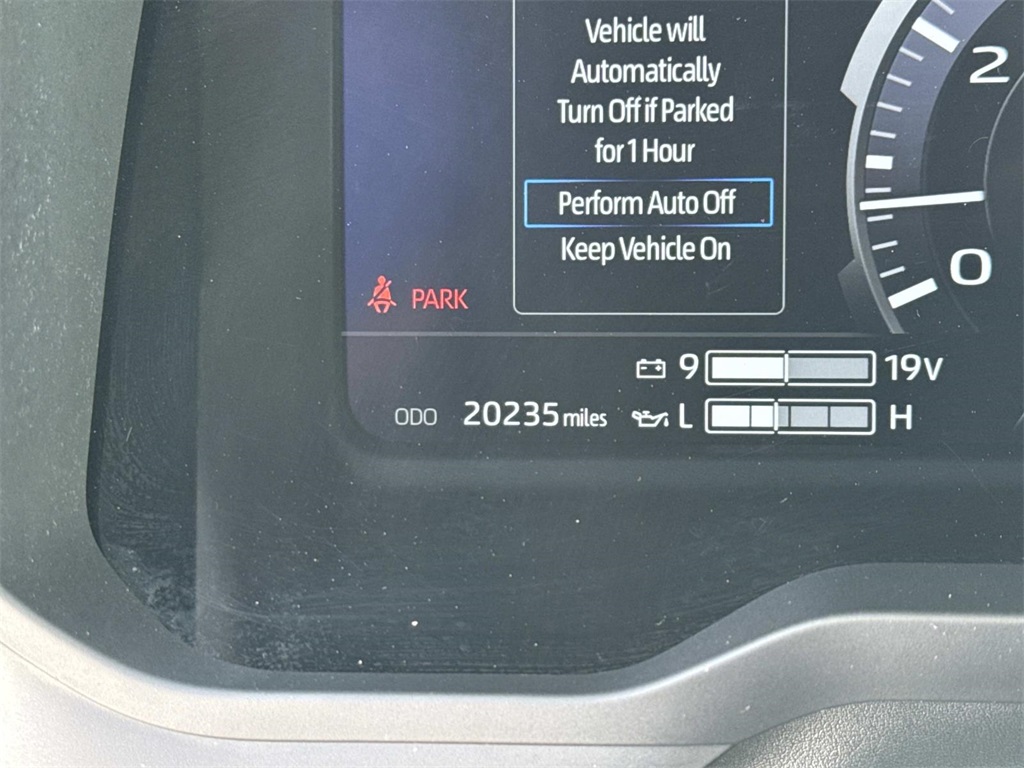 Vehicle will
Automatically
Turn Off if Parked
for 1 Hour
Perform Auto Off
Keep Vehicle On
2
0
PARK
9 19V
ODO 20235 miles L H